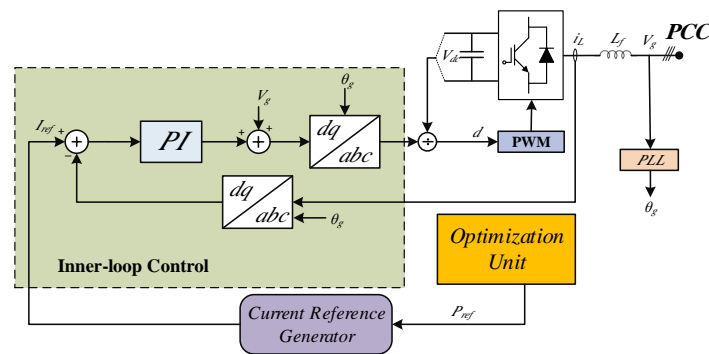 PCC
i_L
L_f
V_g
V_dc
θ_g
V_g
I_ref
+
+
−
PI
+
+
dq
abc
÷
d
PWM
PLL
θ_g
dq
abc
θ_g
Inner-loop Control
Optimization
Unit
Current Reference
Generator
P_ref